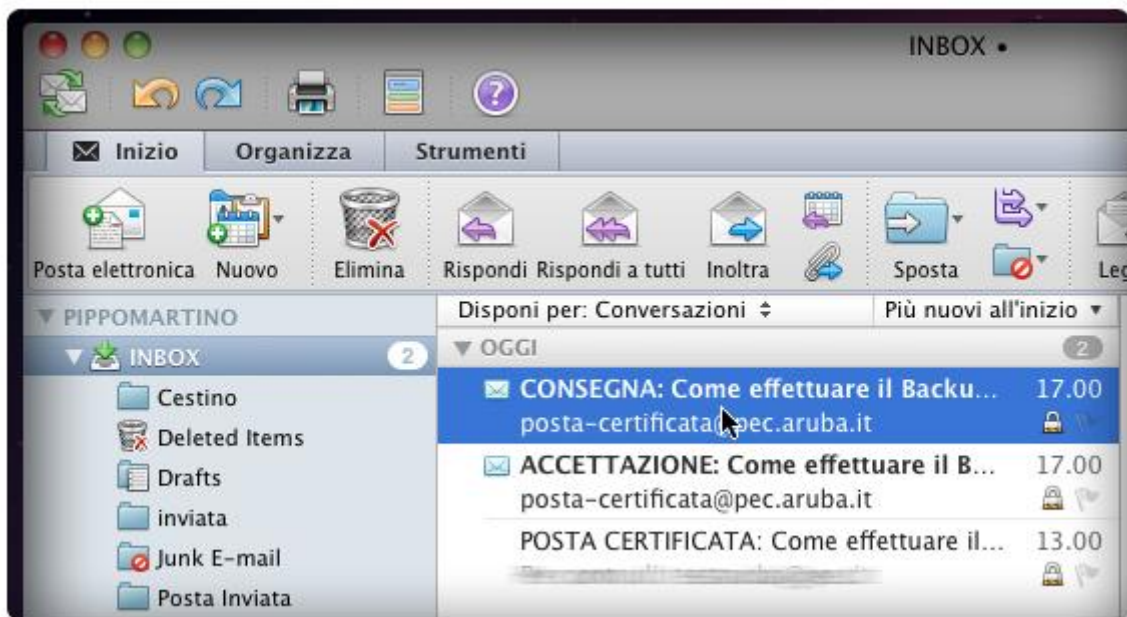 INBOX •
Inizio Organizza Strumenti
Posta elettronica Nuovo Elimina Rispondi Rispondi a tutti Inoltra Sposta Leg
PIPPOMARTINO
INBOX 2
Cestino
Deleted Items
Drafts
inviata
Junk E-mail
Posta Inviata
Disponi per: Conversazioni Più nuovi all'inizio
OGGI 2
CONSEGNA: Come effettuare il Backu... 17.00
posta-certificata@pec.aruba.it
ACCETTAZIONE: Come effettuare il B... 17.00
posta-certificata@pec.aruba.it
POSTA CERTIFICATA: Come effettuare il... 13.00